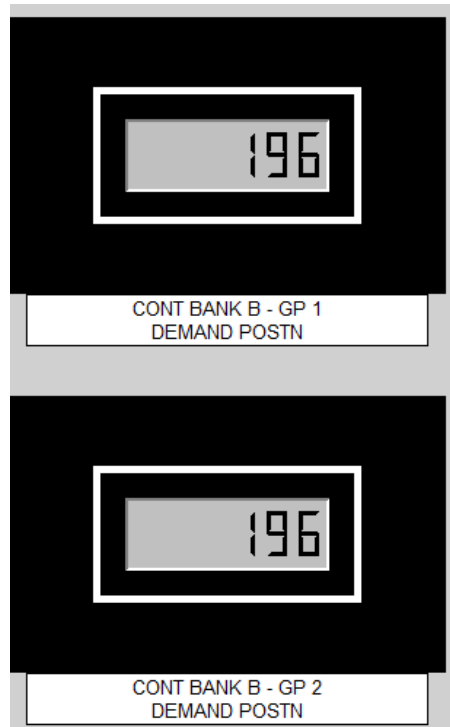 196
CONT BANK B - GP 1
DEMAND POSTN
196
CONT BANK B - GP 2
DEMAND POSTN